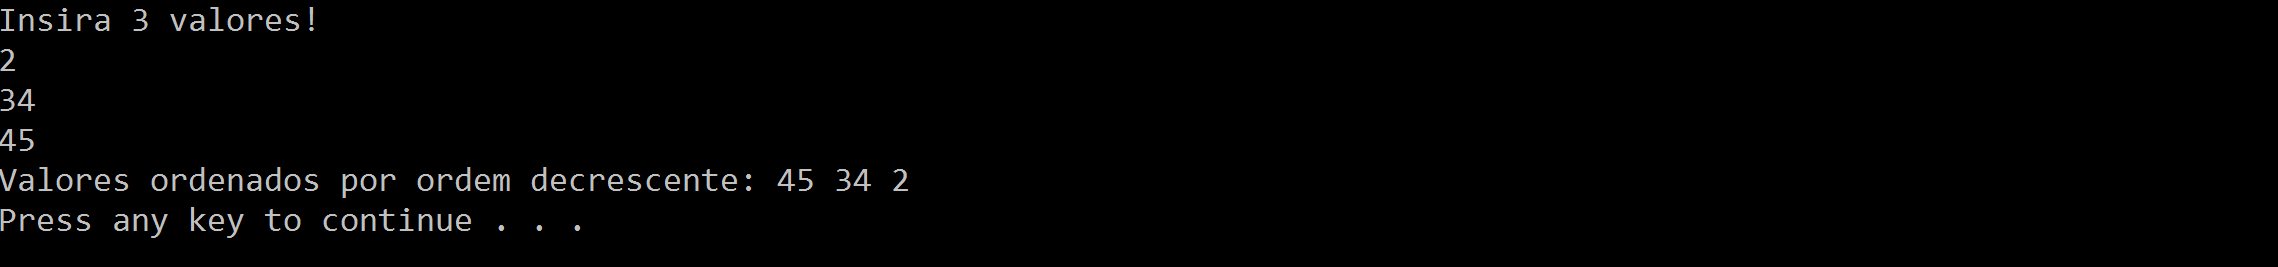 Insira 3 valores!
2
34
45
Valores ordenados por ordem decrescente: 45 34 2
Press any key to continue . . .